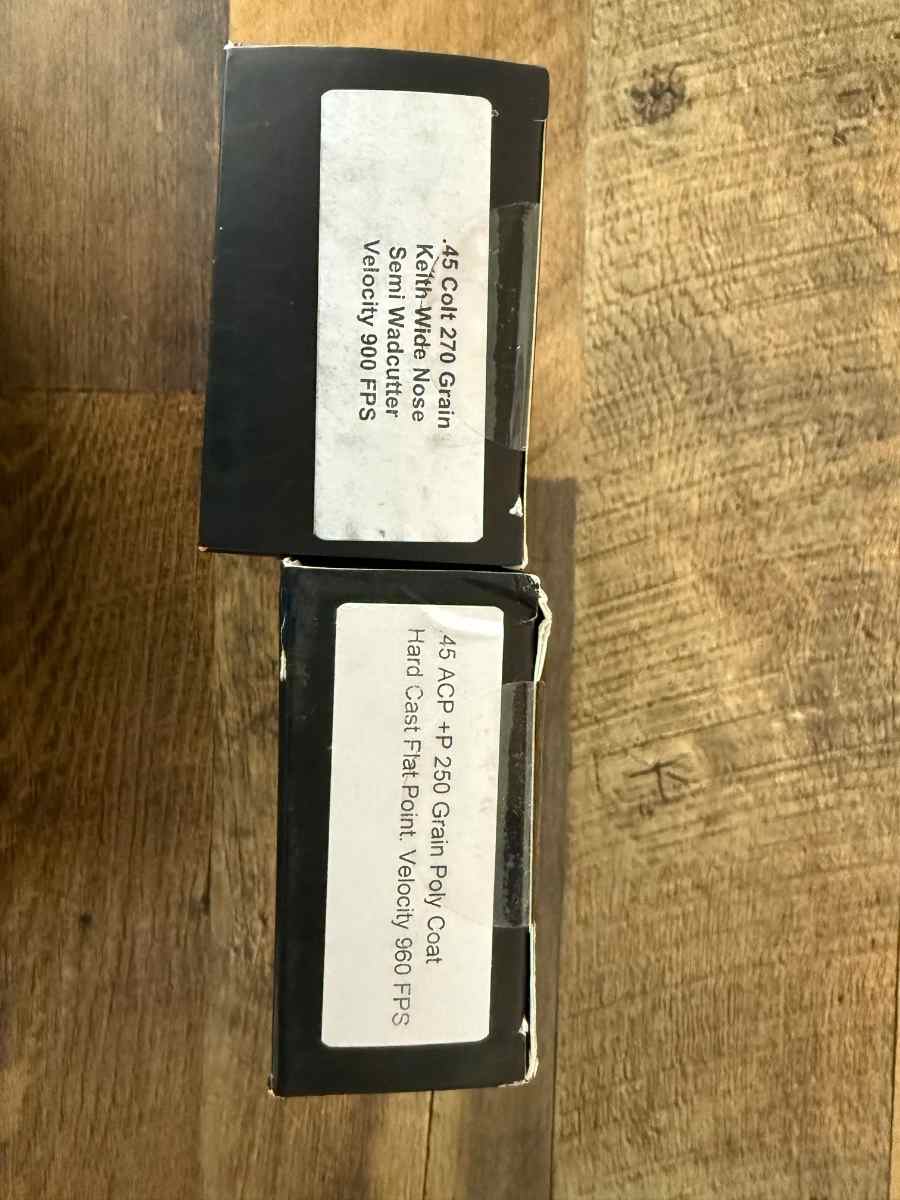 .45 Colt 270 Grain
Keith-Wide Nose
Semi Wadcutter
Velocity 900 FPS
45 ACP +P 250 Grain Poly Coat
Hard Cast Flat Point. Velocity 960 FPS